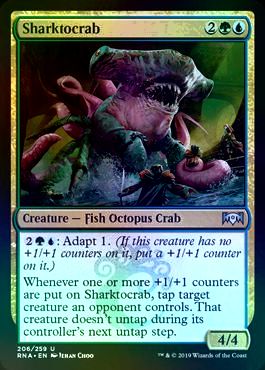 Sharktocrab 2
Creature — Fish Octopus Crab
2 : Adapt 1. (If this creature has no
+1/+1 counters on it, put a +1/+1 counter
on it.)
Whenever one or more +1/+1 counters
are put on Sharktocrab, tap target
creature an opponent controls. That
creature doesn't untap during its
controller's next untap step.
4/4
206/259 U
RNA • EN Jehan Choo ™ & © 2019 Wizards of the Coast